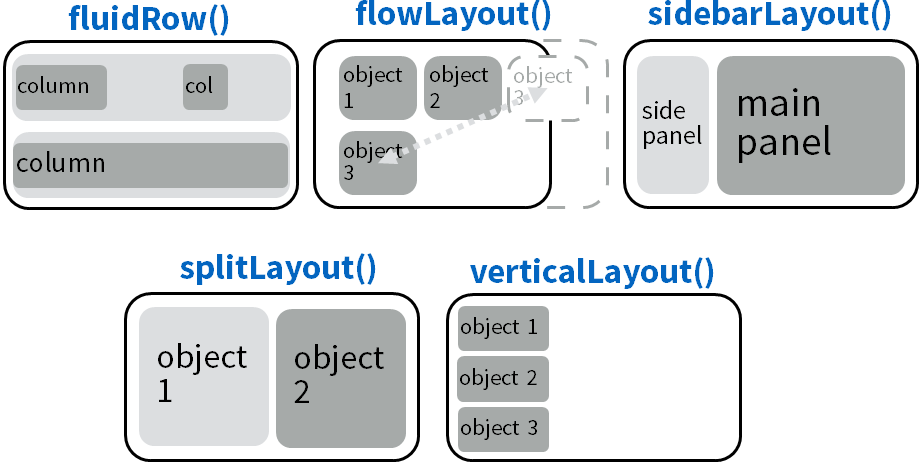 fluidRow()
column
col
column
flowLayout()
object
1
object
2
object
3
object
3
sidebarLayout()
side
panel
main
panel
splitLayout()
object
1
object
2
verticalLayout()
object 1
object 2
object 3